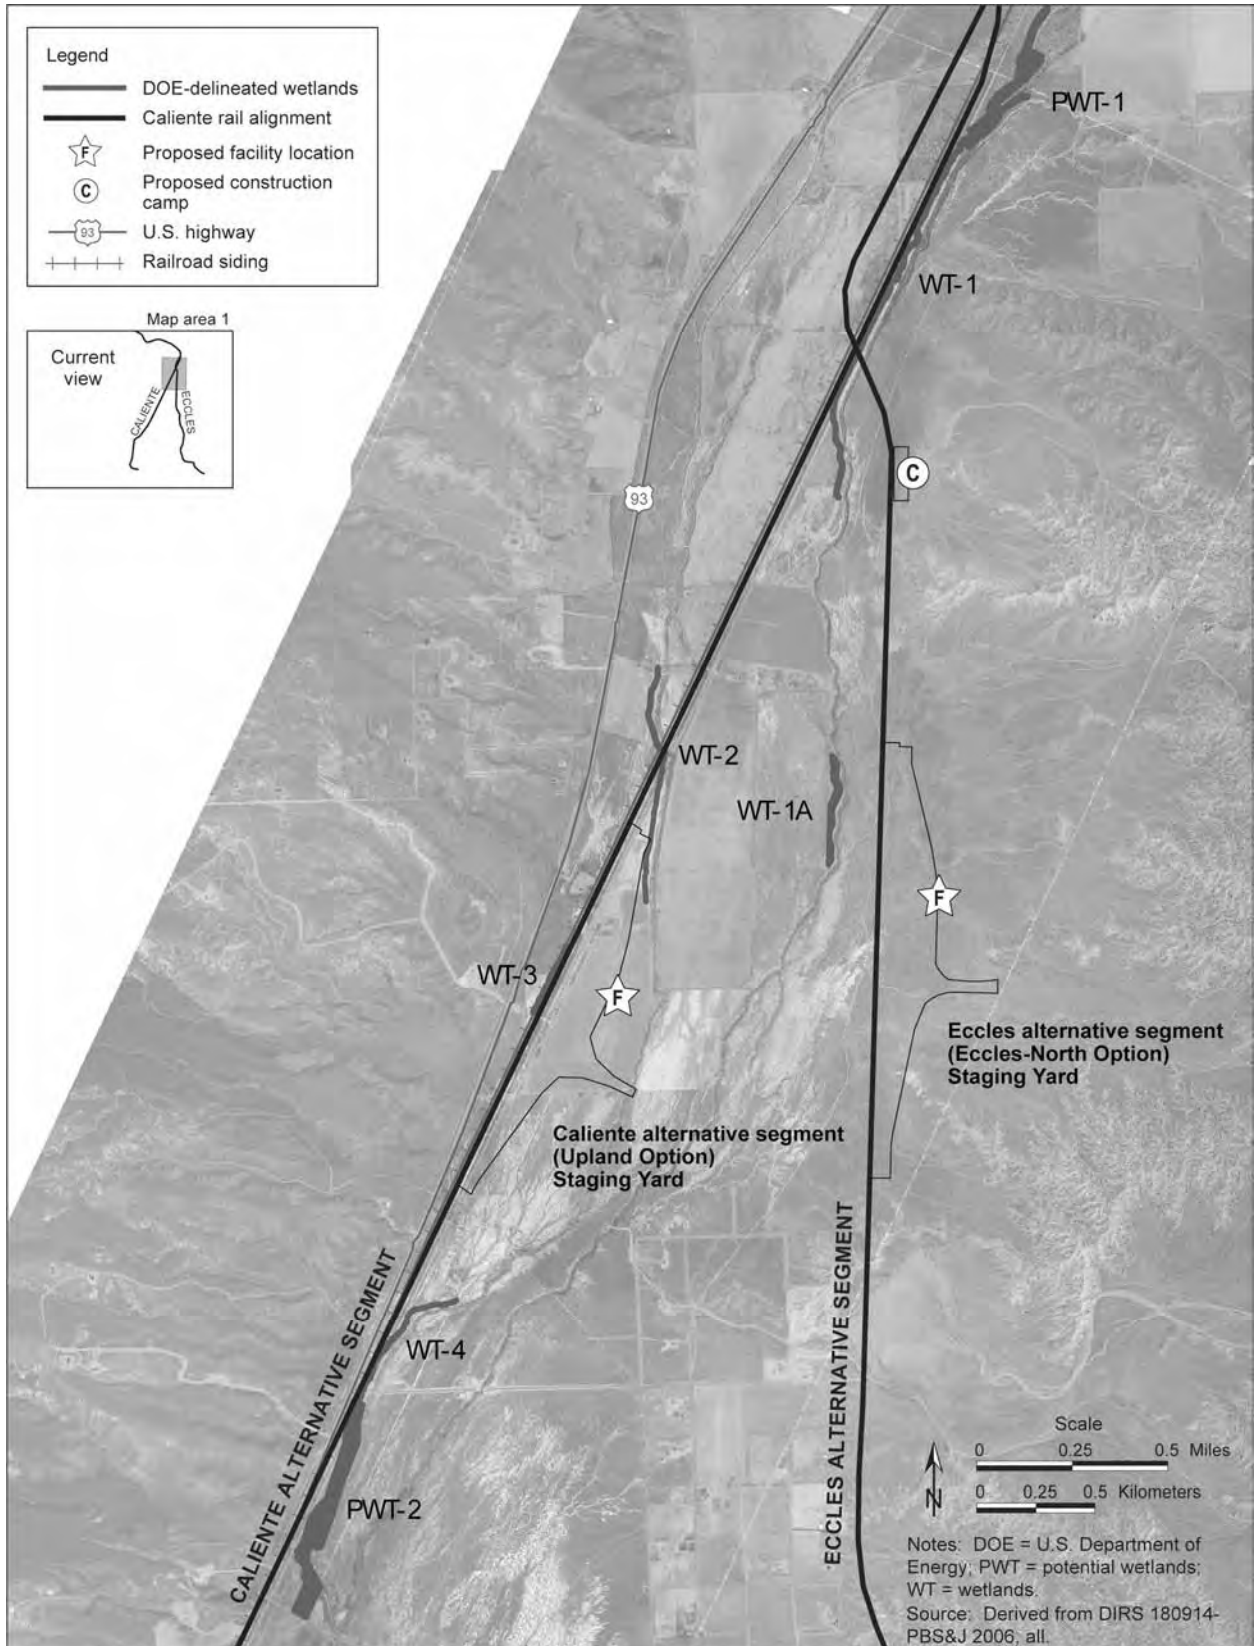 Legend
DOE-delineated wetlands
Caliente rail alignment
F
Proposed facility location
C
Proposed construction
camp
93
U.S. highway
Railroad siding
Map area 1
Current
view
CALIENTE
ECCLES
PWT-1
WT-1
C
93
WT-2
WT-1A
F
WT-3
F
Eccles alternative segment
(Eccles-North Option)
Staging Yard
Caliente alternative segment
(Upland Option)
Staging Yard
WT-4
PWT-2
CALIENTE ALTERNATIVE SEGMENT
ECCLES ALTERNATIVE SEGMENT
Scale
0 0.25 0.5 Miles
0 0.25 0.5 Kilometers
N
Notes: DOE = U.S. Department of
Energy; PWT = potential wetlands;
WT = wetlands.
Source: Derived from DIRS 180914-
PBS&J 2006, all.